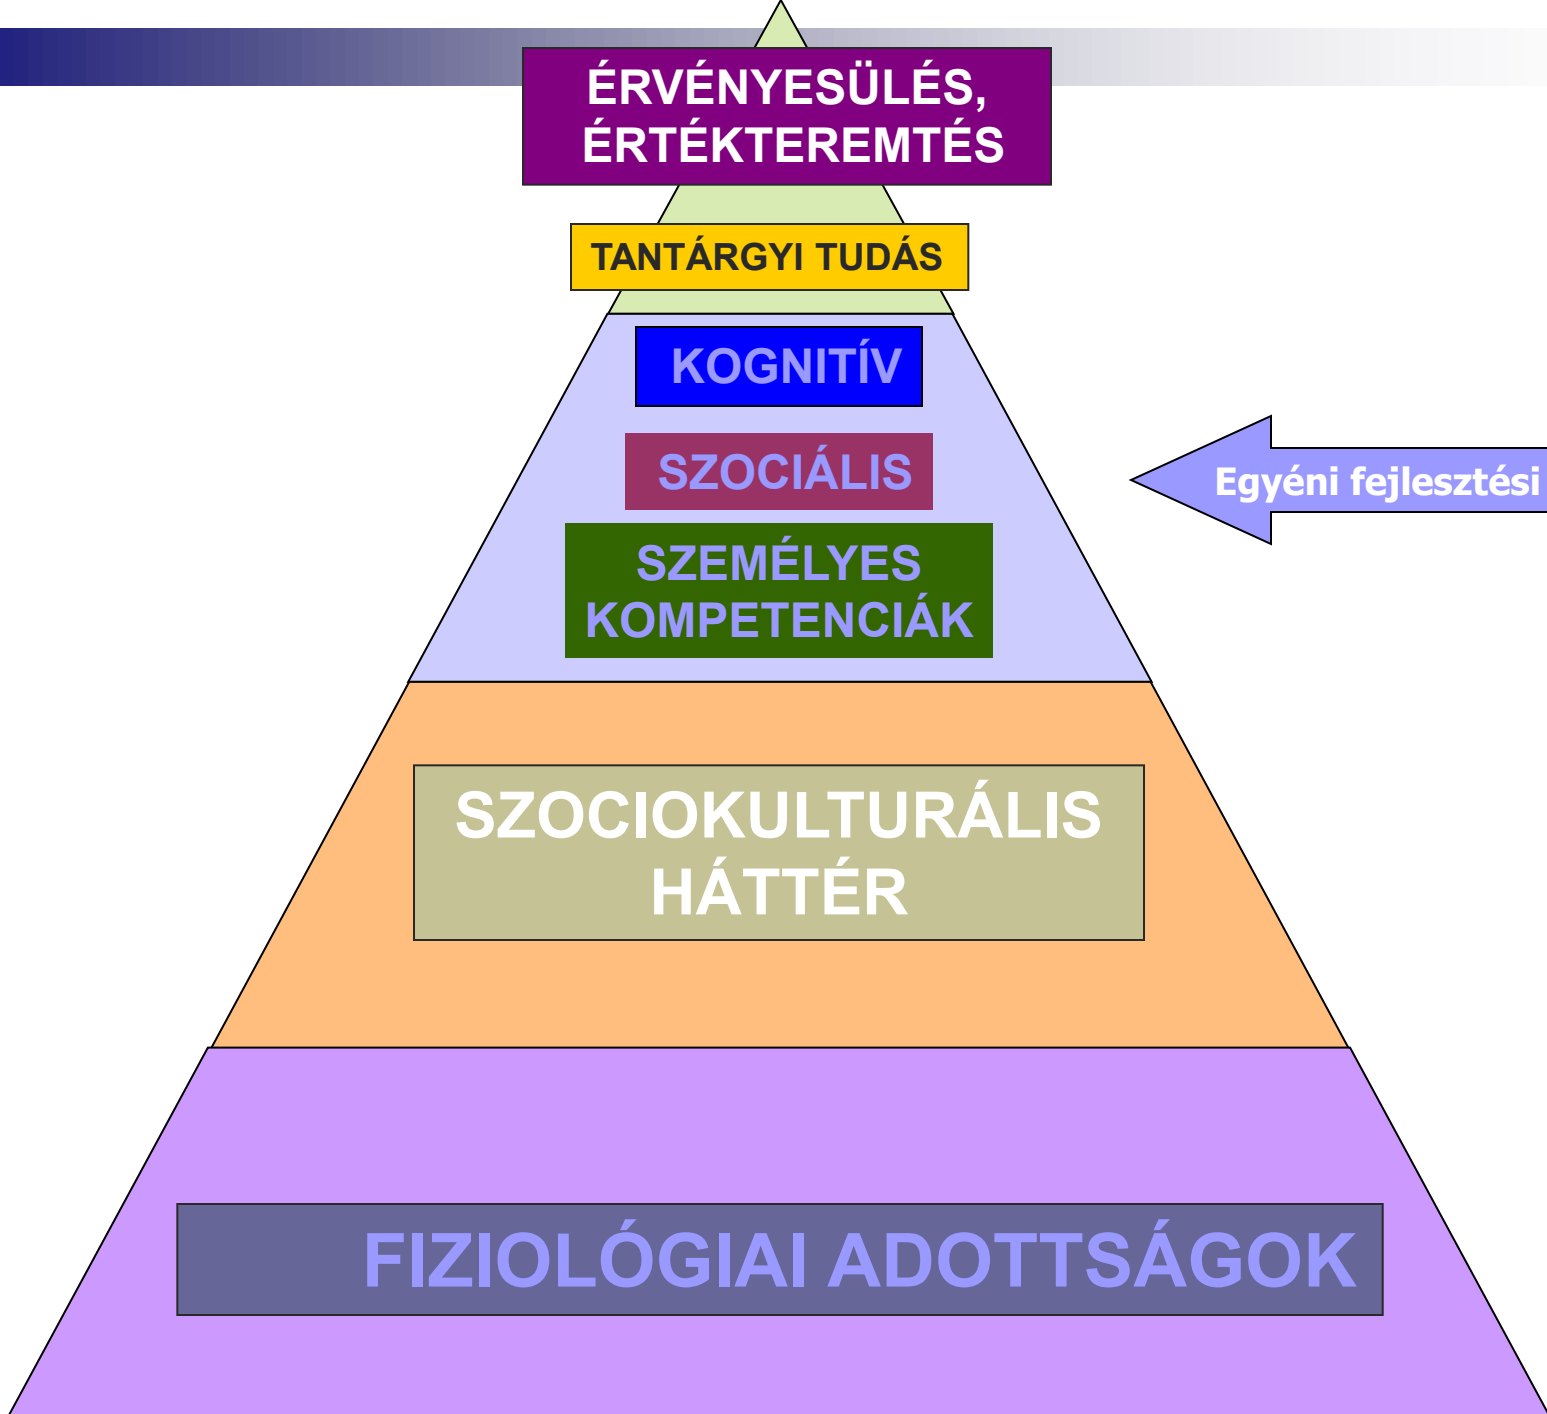 ÉRVÉNYESÜLÉS,
ÉRTÉKTEREMTÉS
TANTÁRGYI TUDÁS
KOGNITÍV
SZOCIÁLIS
Egyéni fejlesztési
SZEMÉLYES
KOMPETENCIÁK
SZOCIOKULTURÁLIS
HÁTTÉR
FIZIOLÓGIAI ADOTTSÁGOK